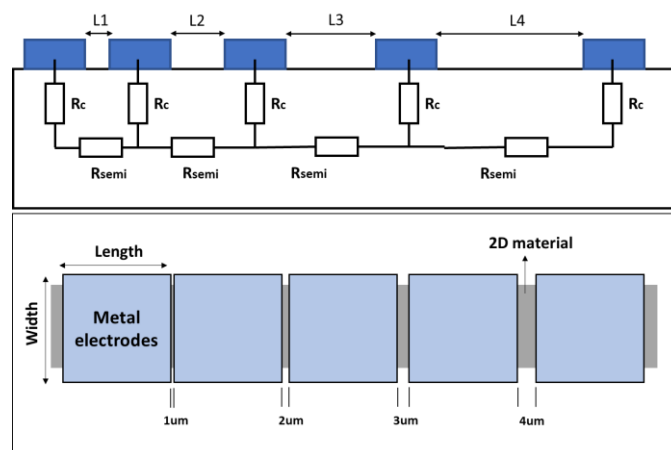 L1 L2 L3 L4
Rc Rc Rc Rc Rc
Rsemi Rsemi Rsemi Rsemi
Length
2D material
Width
Metal
electrodes
1um 2um 3um 4um